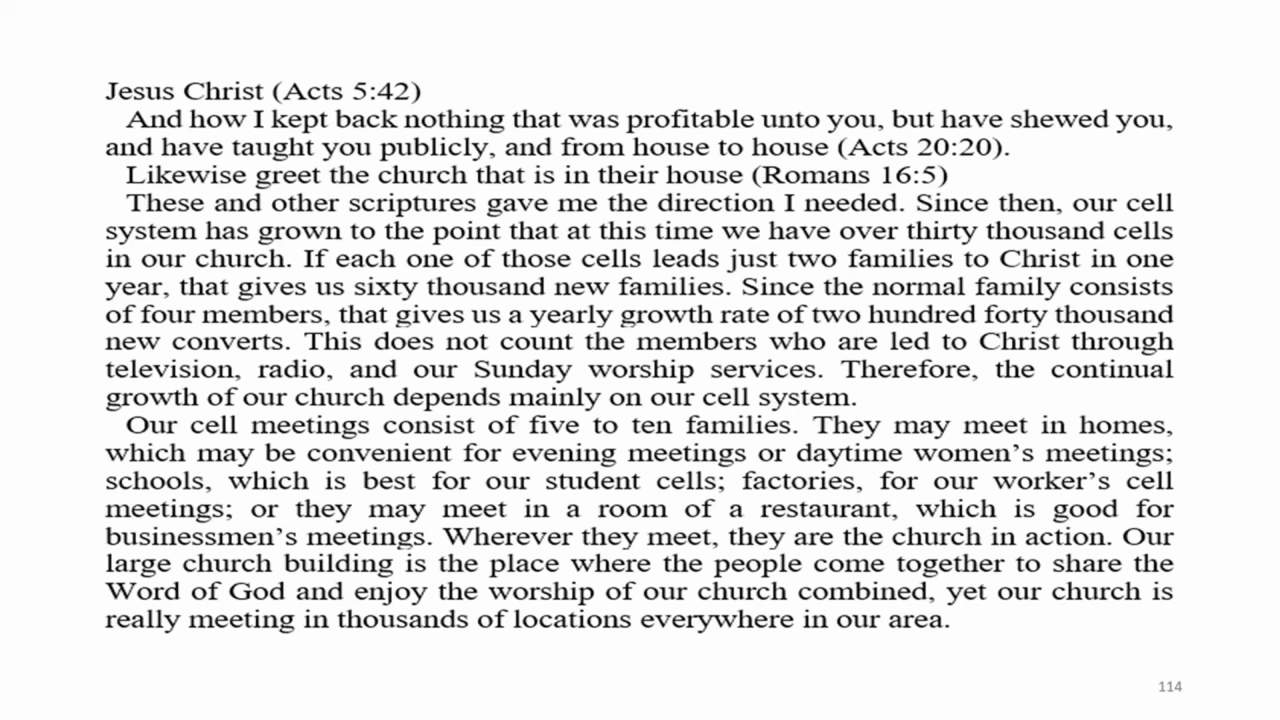 Jesus Christ (Acts 5:42)
And how I kept back nothing that was profitable unto you, but have shewed you,
and have taught you publicly, and from house to house (Acts 20:20).
Likewise greet the church that is in their house (Romans 16:5)
These and other scriptures gave me the direction I needed. Since then, our cell
system has grown to the point that at this time we have over thirty thousand cells
in our church. If each one of those cells leads just two families to Christ in one
year, that gives us sixty thousand new families. Since the normal family consists
of four members, that gives us a yearly growth rate of two hundred forty thousand
new converts. This does not count the members who are led to Christ through
television, radio, and our Sunday worship services. Therefore, the continual
growth of our church depends mainly on our cell system.
Our cell meetings consist of five to ten families. They may meet in homes,
which may be convenient for evening meetings or daytime women’s meetings;
schools, which is best for our student cells; factories, for our worker’s cell
meetings; or they may meet in a room of a restaurant, which is good for
businessmen’s meetings. Wherever they meet, they are the church in action. Our
large church building is the place where the people come together to share the
Word of God and enjoy the worship of our church combined, yet our church is
really meeting in thousands of locations everywhere in our area.
114